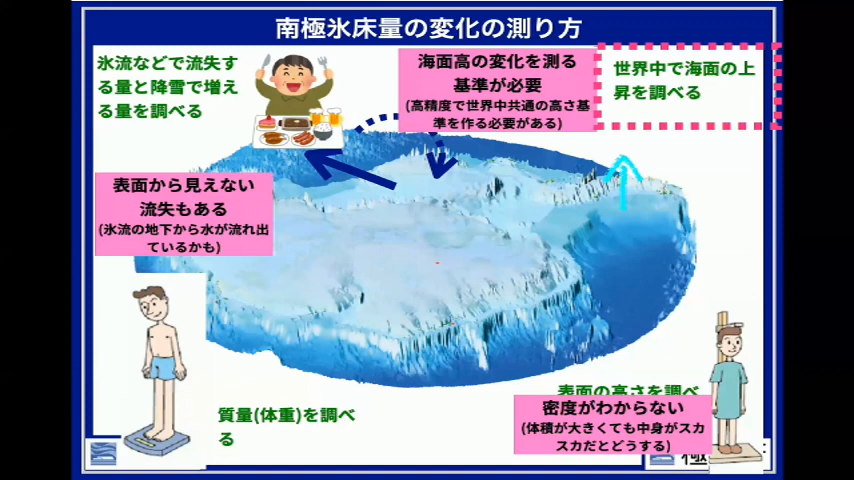 南極氷床量の変化の測り方
氷流などで流失す
る量と降雪で増え
る量を調べる
海面高の変化を測る
基準が必要
(高精度で世界中共通の高さ基
準を作る必要がある)
世界中で海面の上
昇を調べる
表面から見えない
流失もある
(氷流の地下から水が流れ出
ているかも)
質量(体重)を調べ
る
表面の高さを調べ
密度がわからない
(体積が大きくても中身がスカ
スカだとどうする)
極